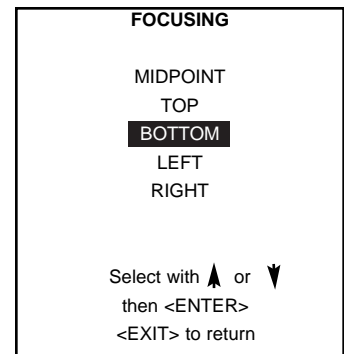 FOCUSING
MIDPOINT
TOP
BOTTOM
LEFT
RIGHT
Select with or
then <ENTER>
<EXIT> to return